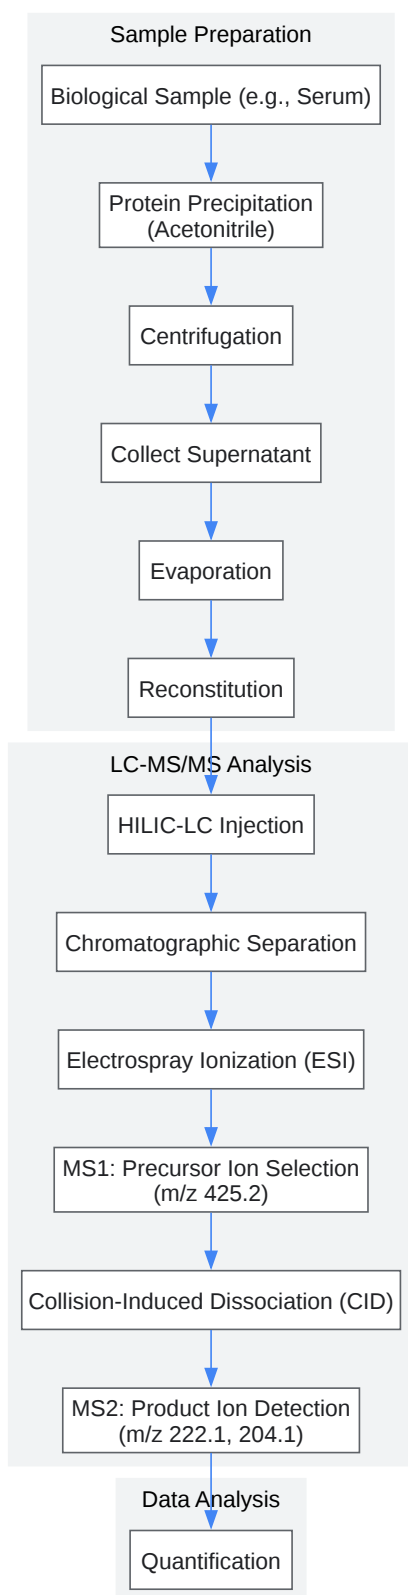 Sample Preparation
Biological Sample (e.g., Serum)
Protein Precipitation
(Acetonitrile)
Centrifugation
Collect Supernatant
Evaporation
Reconstitution
LC-MS/MS Analysis
HILIC-LC Injection
Chromatographic Separation
Electrospray Ionization (ESI)
MS1: Precursor Ion Selection
(m/z 425.2)
Collision-Induced Dissociation (CID)
MS2: Product Ion Detection
(m/z 222.1, 204.1)
Data Analysis
Quantification